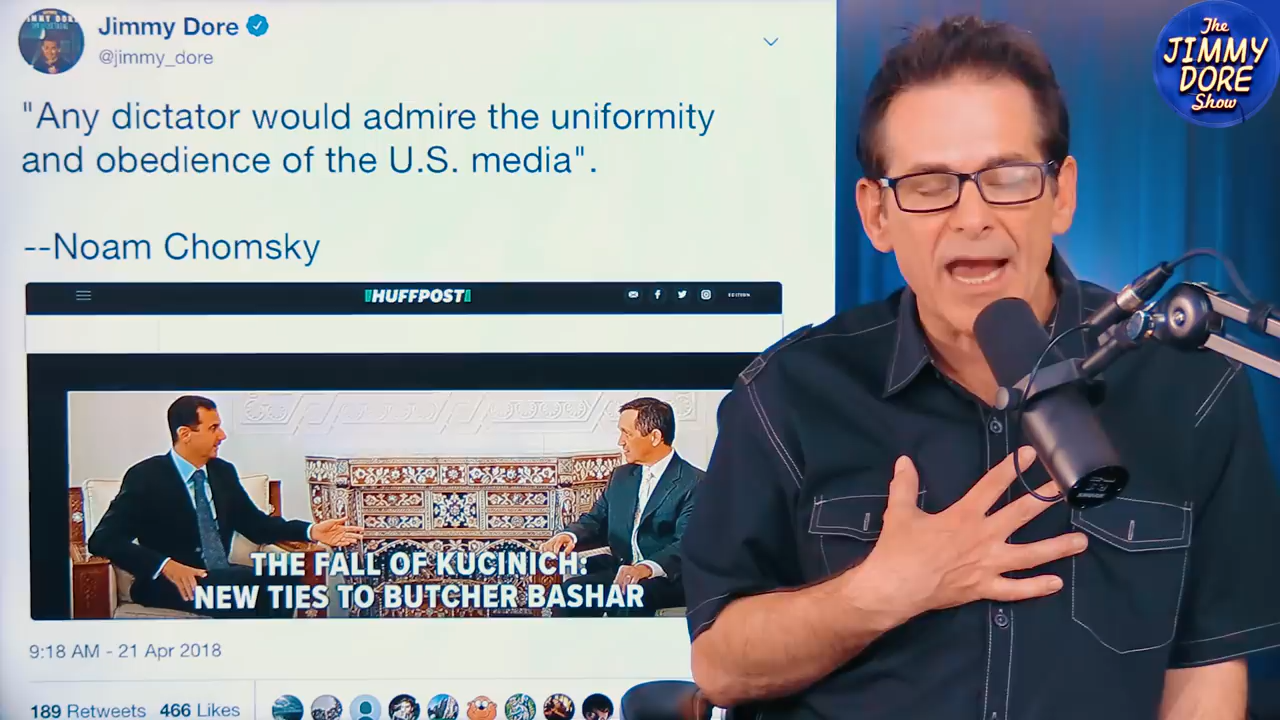 Jimmy Dore
@jimmy_dore
"Any dictator would admire the uniformity
and obedience of the U.S. media".
--Noam Chomsky
HUFFPOST
EDITION
THE FALL OF KUCINICH:
NEW TIES TO BUTCHER BASHAR
9:18 AM - 21 Apr 2018
189 Retweets 466 Likes
The
JIMMY
DORE
Show